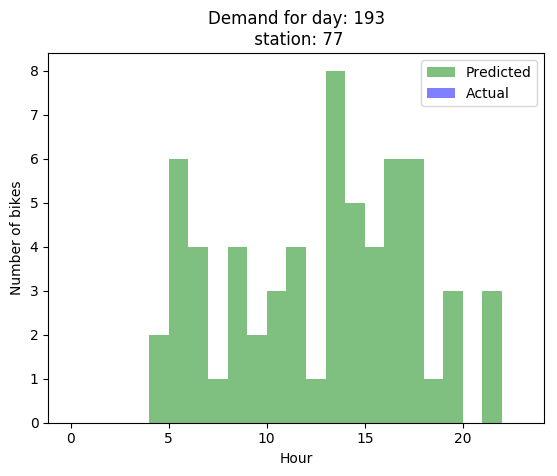 Demand for day: 193
station: 77
Predicted
Actual
8
7
6
5
4
3
2
1
0
Number of bikes
0 5 10 15 20
Hour